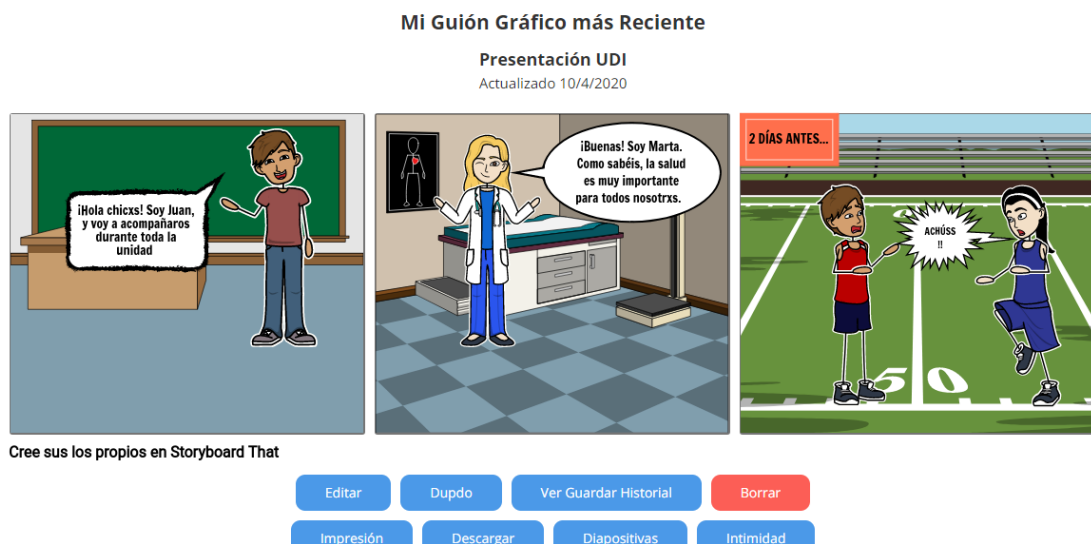 Mi Guión Gráfico más Reciente
Presentación UDI
Actualizado 10/4/2020
¡Hola chicxs! Soy Juan,
y voy a acompañaros
durante toda la
unidad
¡Buenas! Soy Marta.
Como sabéis, la salud
es muy importante
para todos nosotrxs.
2 DÍAS ANTES...
ACHÚSS
!!
5 0
Cree sus los propios en Storyboard That
Editar
Dupdo
Ver Guardar Historial
Borrar
Impresión
Descargar
Diapositivas
Intimidad